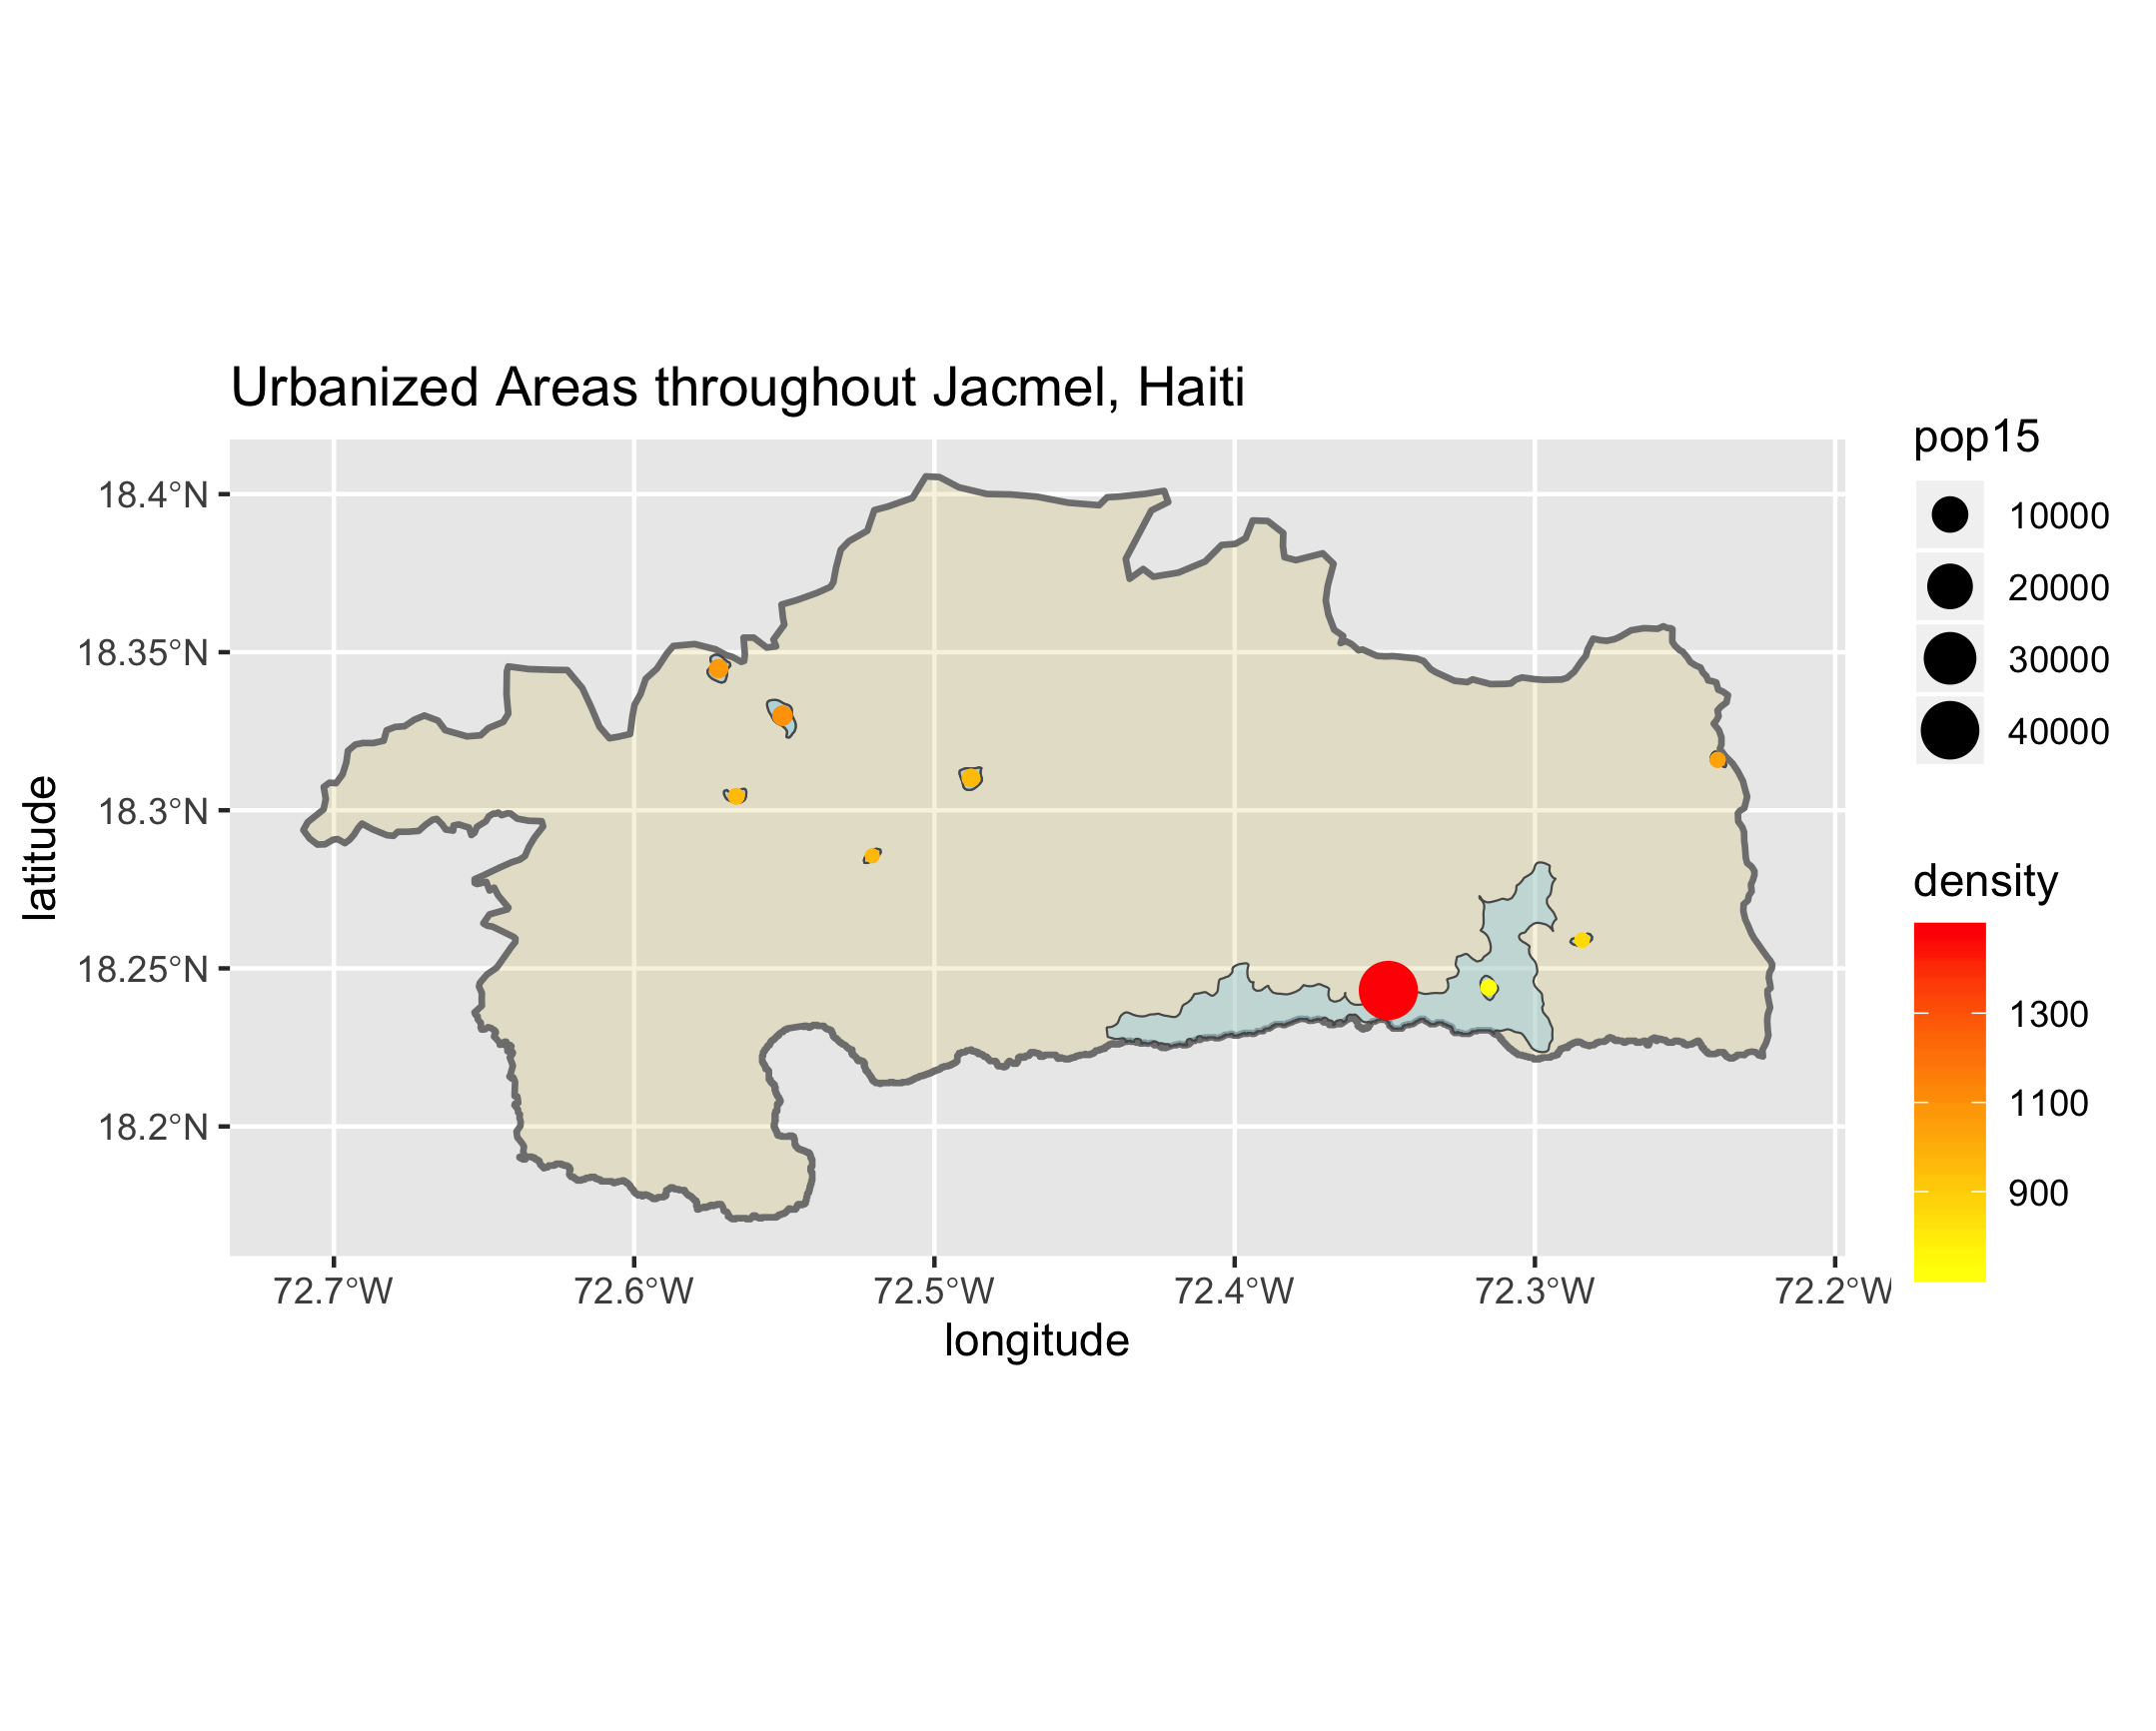 Urbanized Areas throughout Jacmel, Haiti
18.4°N
18.35°N
18.3°N
18.25°N
18.2°N
latitude
72.7°W
72.6°W
72.5°W
72.4°W
72.3°W
72.2°W
longitude
pop15
10000
20000
30000
40000
density
1300
1100
900